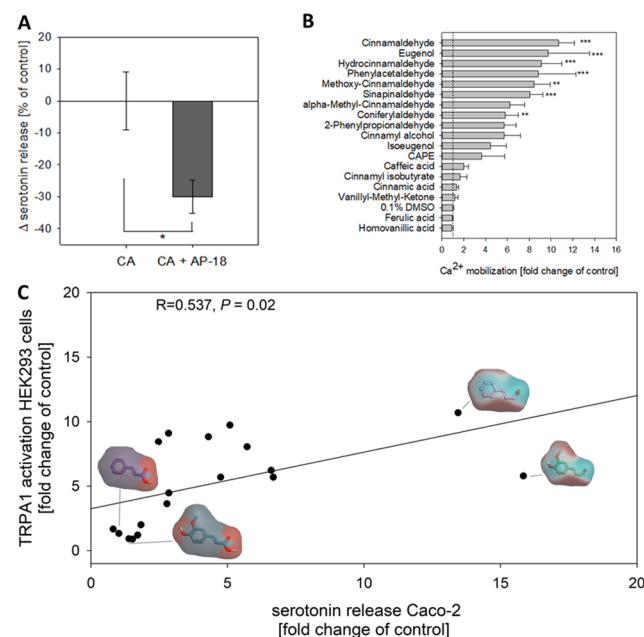 A
Δ serotonin release [% of control]
20
10
0
-10
-20
-30
-40
*
CA
CA + AP-18
B
Cinnamaldehyde
Eugenol
Hydrocinnamaldehyde
Phenylacetaldehyde
Methoxy-Cinnamaldehyde
Sinapinaldehyde
alpha-Methyl-Cinnamaldehyde
Coniferylaldehyde
2-Phenylpropionaldehyde
Cinnamyl alcohol
Isoeugenol
CAPE
Caffeic acid
Cinnamyl isobutyrate
Cinnamic acid
Vanillyl-Methyl-Ketone
0.1% DMSO
Ferulic acid
Homovanillic acid
***
***
***
***
**
***
**
0 2 4 6 8 10 12 14 16
Ca2+ mobilization [fold change of control]
C
R=0.537, P = 0.02
TRPA1 activation HEK293 cells
[fold change of control]
20
15
10
5
0
0 5 10 15 20
serotonin release Caco-2
[fold change of control]